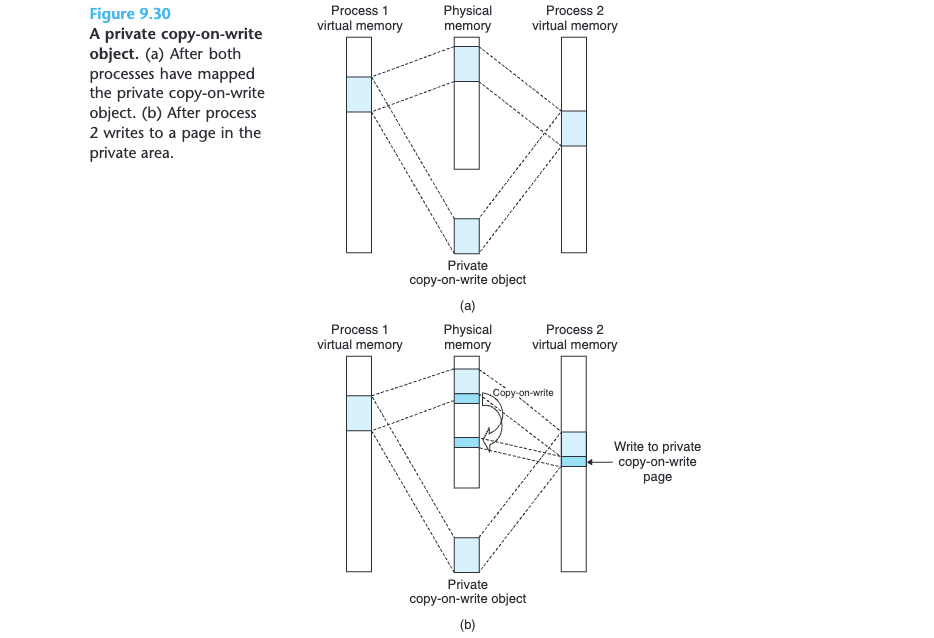 Figure 9.30
A private copy-on-write
object. (a) After both
processes have mapped
the private copy-on-write
object. (b) After process
2 writes to a page in the
private area.
Process 1
virtual memory
Physical
memory
Process 2
virtual memory
Private
copy-on-write object
(a)
Process 1
virtual memory
Physical
memory
Process 2
virtual memory
Copy-on-write
Write to private
copy-on-write
page
Private
copy-on-write object
(b)